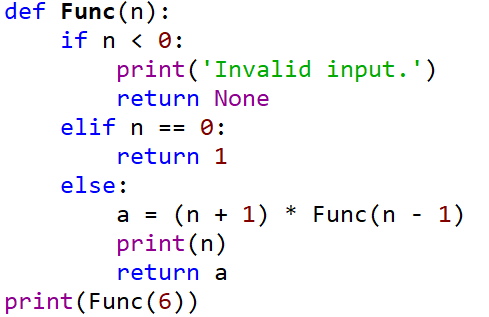 def Func(n):
    if n < 0:
        print('Invalid input.')
        return None
    elif n == 0:
        return 1
    else:
        a = (n + 1) * Func(n - 1)
        print(n)
        return a
print(Func(6))